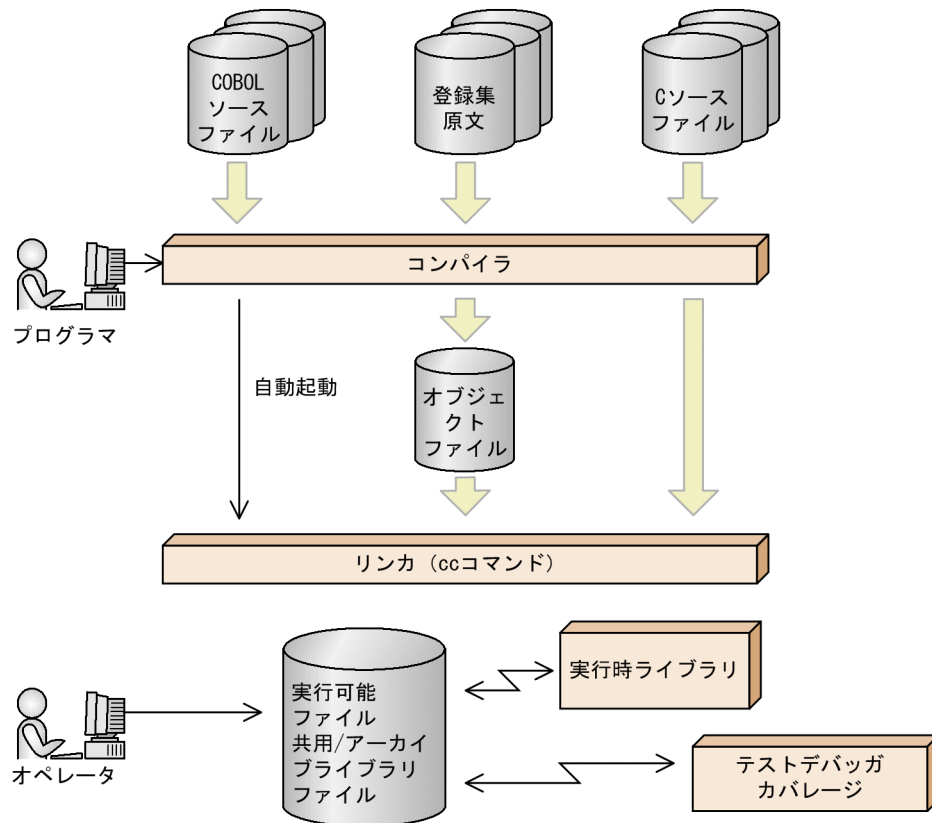 COBOL
ソース
ファイル
登録集
原文
Cソース
ファイル
コンパイラ
プログラマ
自動起動
オブジェ
クト
ファイル
リンカ（ccコマンド）
実行時ライブラリ
実行可能
ファイル
共用/アーカイ
ブライブラリ
ファイル
オペレータ
テストデバッガ
カバレージ